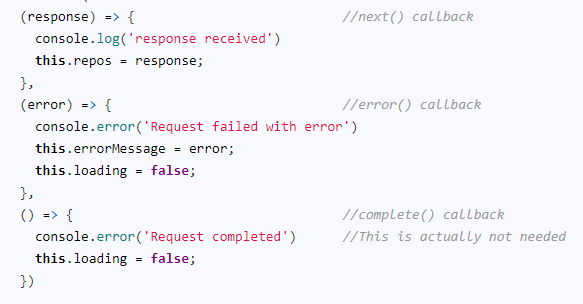 (response) => {                              //next() callback
  console.log('response received')
  this.repos = response;
},
(error) => {                                 //error() callback
  console.error('Request failed with error')
  this.errorMessage = error;
  this.loading = false;
},
() => {                                      //complete() callback
  console.error('Request completed')         //This is actually not needed
  this.loading = false;
})